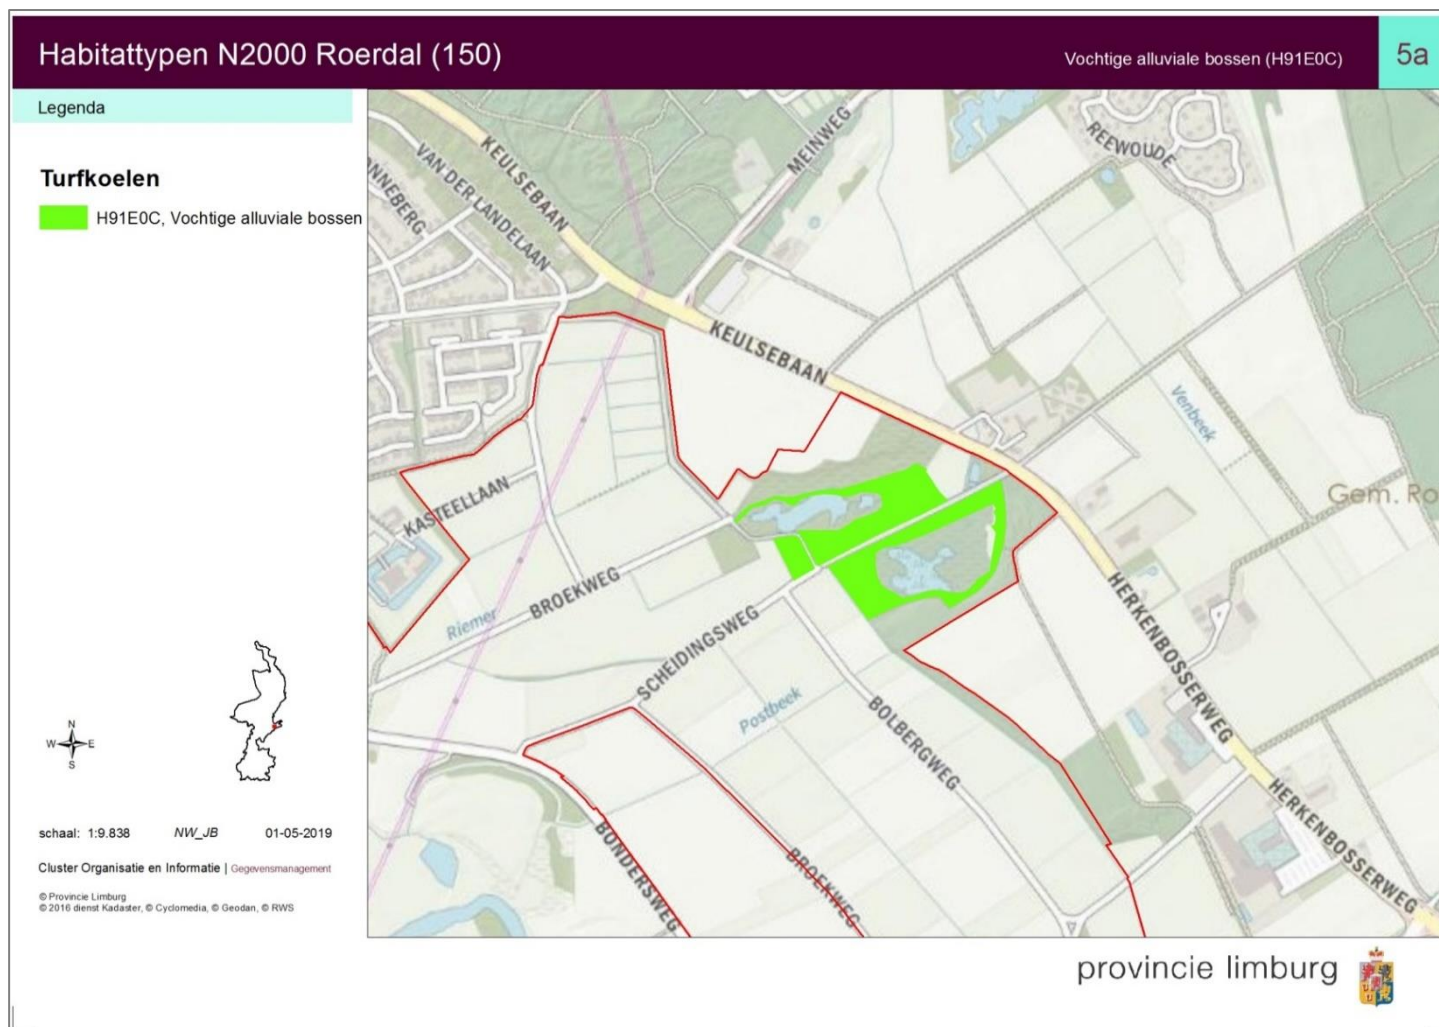 Habitattypen N2000 Roerdal (150)
Vochtige alluviale bossen (H91E0C)
5a
Legenda
Turfkoelen
H91E0C, Vochtige alluviale bossen
ONNEBERG
VAN DER LANDELAAN
KEULSEBAAN
MEINWEG
REEWOUDE
KEULSEBAAN
Venbeek
Gem. Ro
KASTEELLAAN
Riemer
BROEKWEG
SCHEIDINGSWEG
Postbeek
BOLBERGWEG
HERKENBOSSERWEG
HERKENBOSSERWEG
BONDERSWEG
BROEKWEG
N
W E
S
schaal: 1:9.838 NW_JB 01-05-2019
Cluster Organisatie en Informatie | Gegevensmanagement
© Provincie Limburg
© 2016 dienst Kadaster, © Cyclomedia, © Geodan, © RWS
provincie limburg